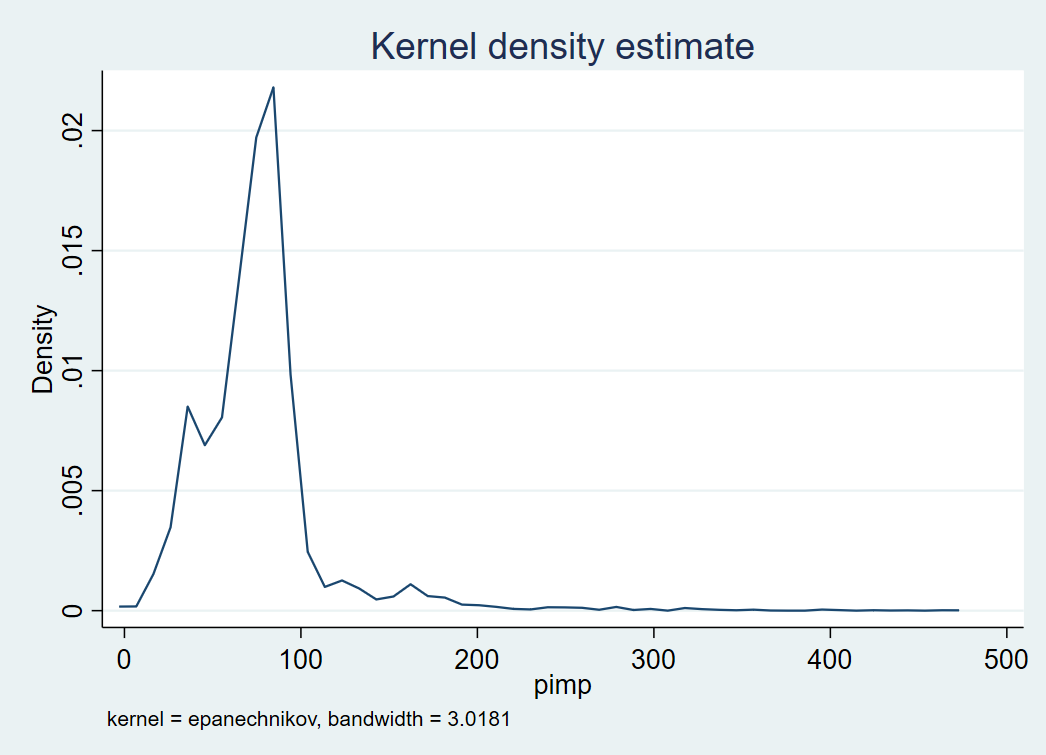 Kernel density estimate
Density
.02
.015
.01
.005
0
0 100 200 300 400 500
pimp
kernel = epanechnikov, bandwidth = 3.0181